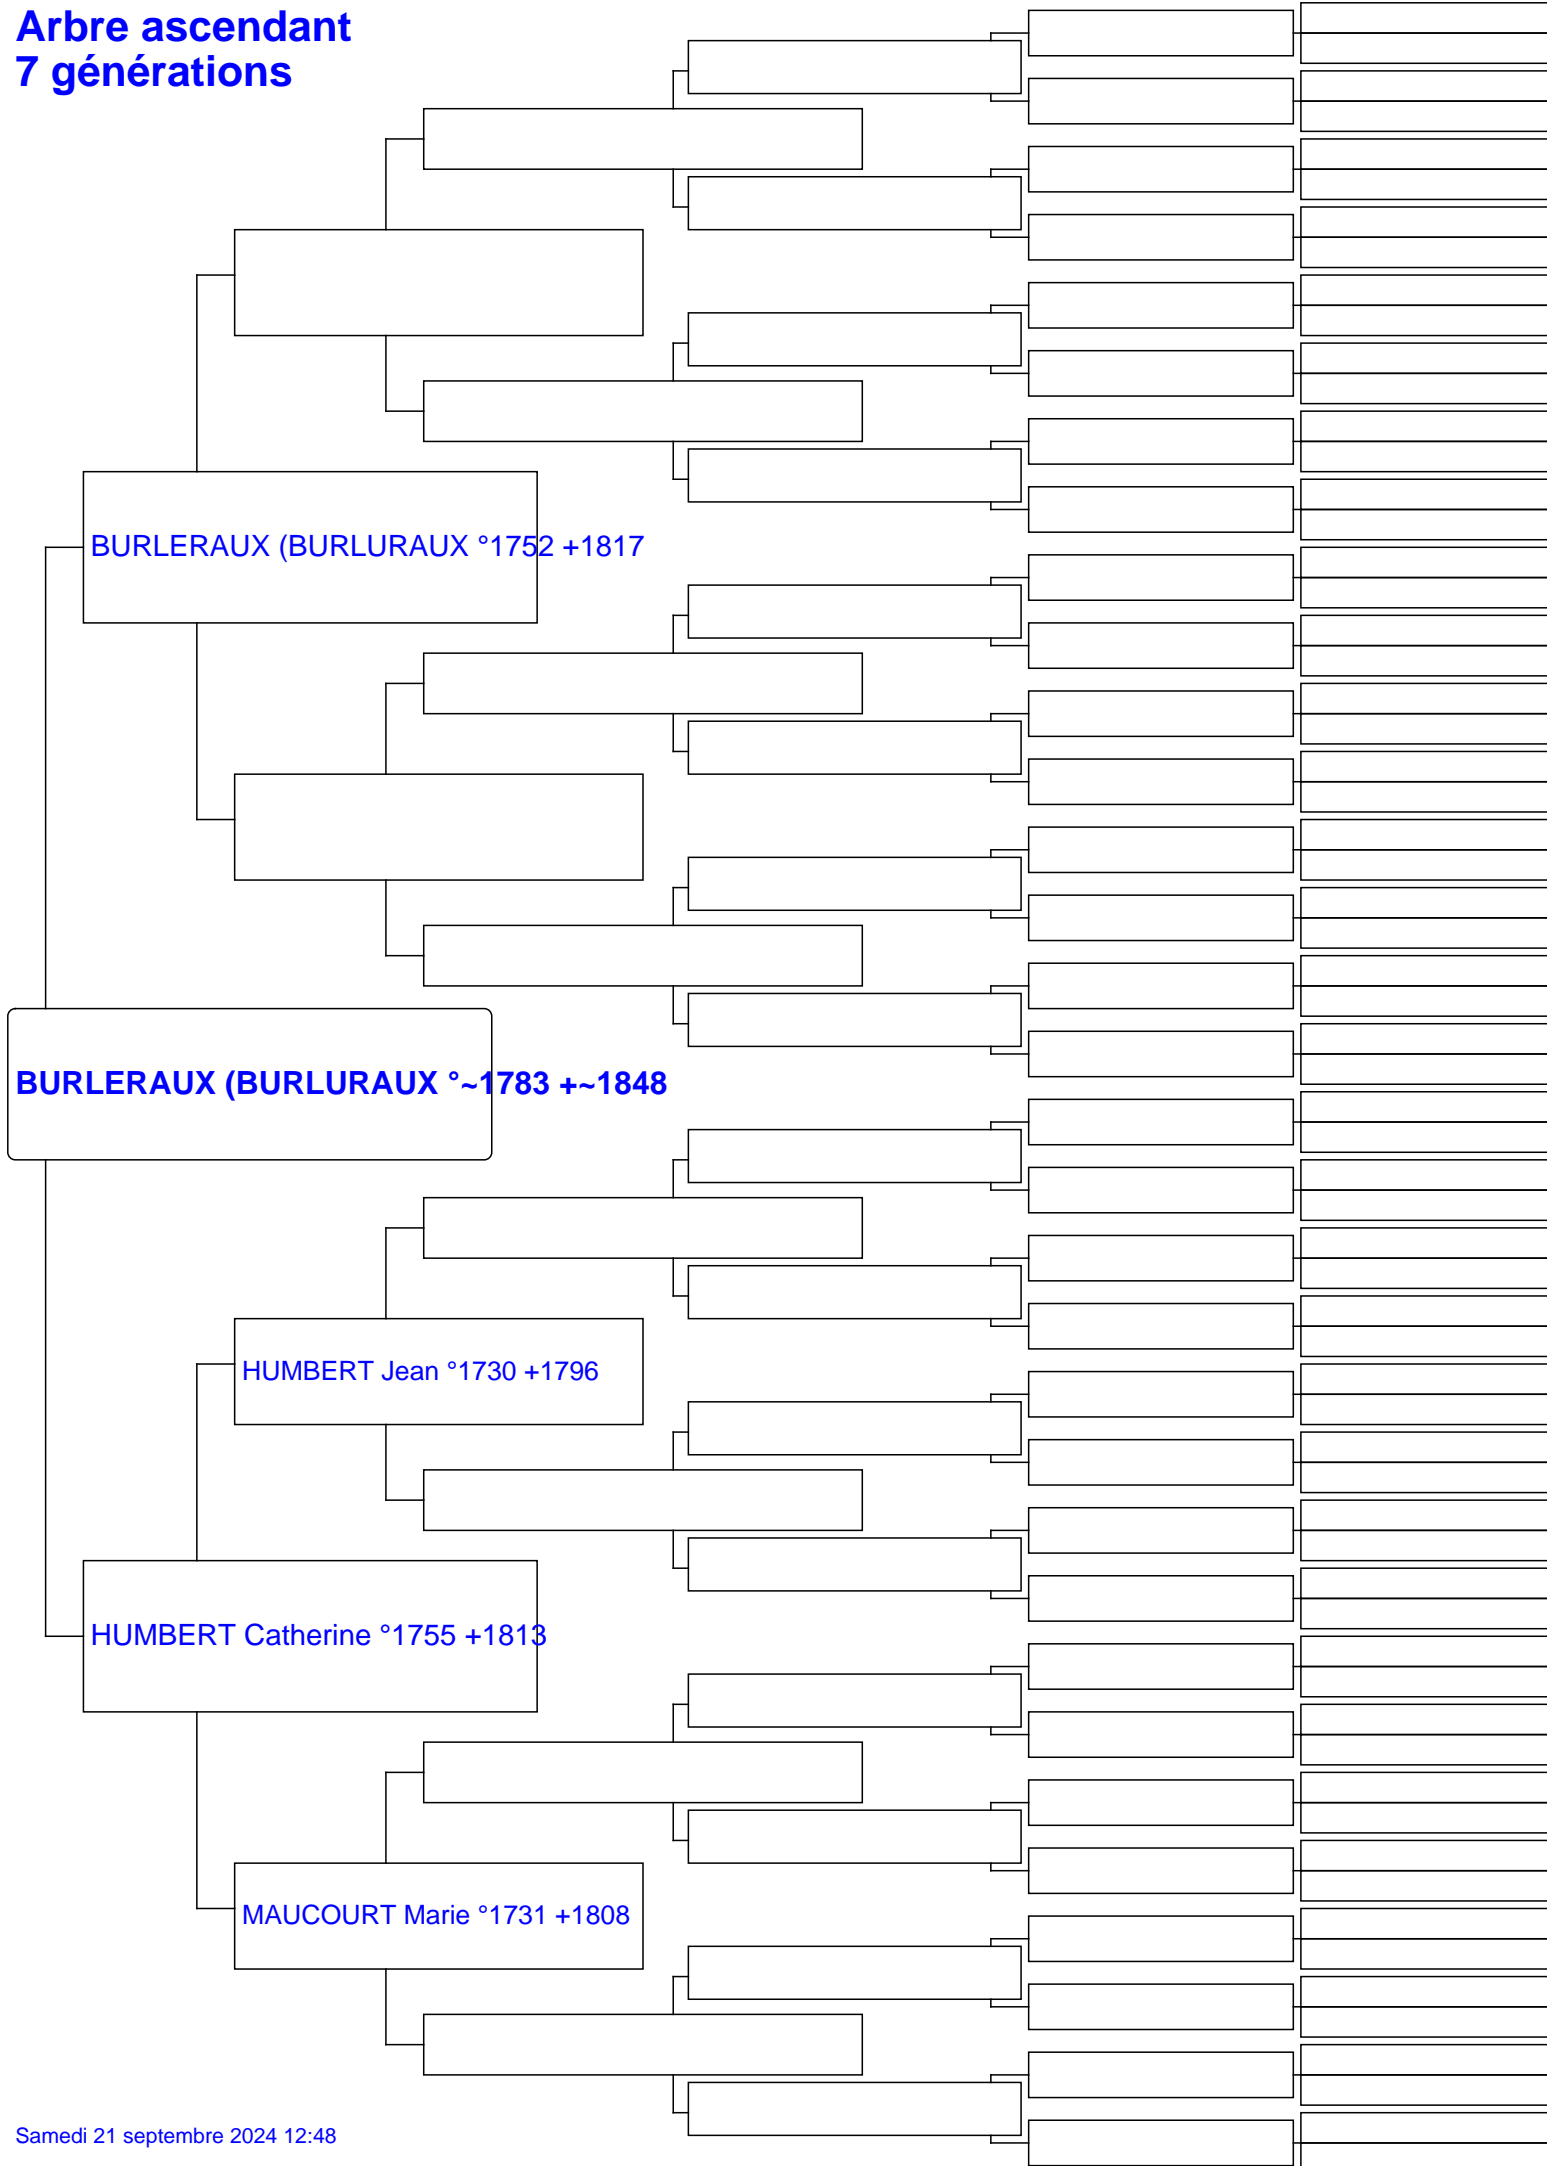 Arbre ascendant
7 générations
BURLERAUX (BURLURAUX °1752 +1817
BURLERAUX (BURLURAUX °~1783 +~1848
HUMBERT Jean °1730 +1796
HUMBERT Catherine °1755 +1813
MAUCOURT Marie °1731 +1808
Samedi 21 septembre 2024 12:48